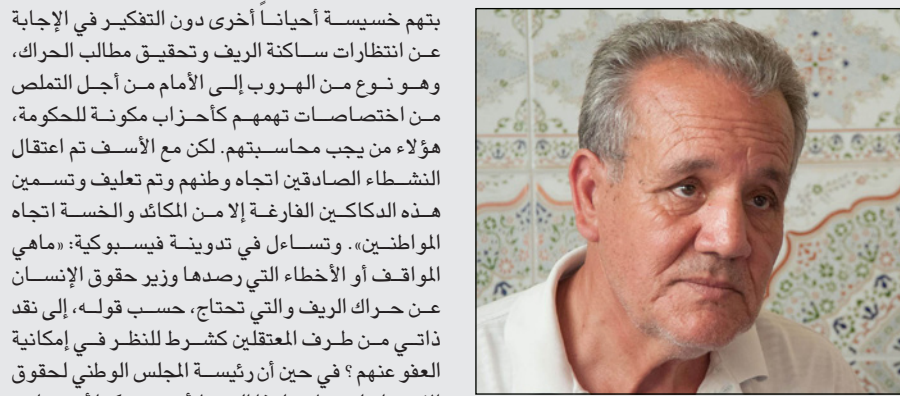 بتهم خسيسة أحياناً أخرى دون التفكير في الإجابة
عن انتظارات ساكنة الريف وتحقيق مطالب الحراك،
وهو نوع من الهروب إلى الأمام من أجل التملص
من اختصاصات تهمهم كأحزاب مكونة للحكومة،
هؤلاء من يجب محاسبتهم. لكن مع الأسف تم اعتقال
النشطاء الصادقين اتجاه وطنهم وتم تعليف وتسمين
هذه الدكاكين الفارغة إلا من المكائد والخسة اتجاه
المواطنين». وتساءل في تدوينة فيسبوكية: «ماهي
المواقف أو الأخطاء التي رصدها وزير حقوق الإنسان
عن حراك الريف والتي تحتاج، حسب قوله، إلى نقد
ذاتي من طرف المعتقلين كشرط للنظر في إمكانية
العفو عنهم ؟ في حين أن رئيسة المجلس الوطني لحقوق